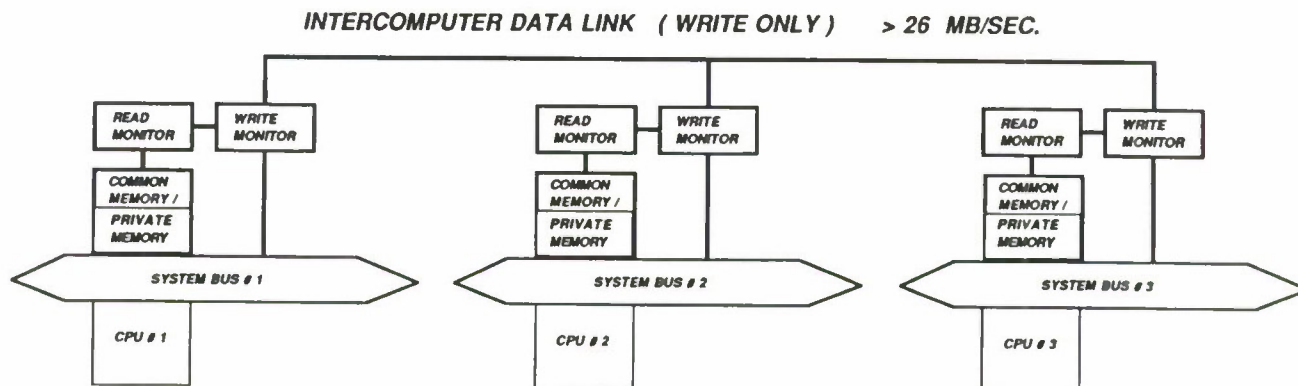 INTERCOMPUTER DATA LINK ( WRITE ONLY ) > 26 MB/SEC.
READ
MONITOR
WRITE
MONITOR
COMMON
MEMORY /
PRIVATE
MEMORY
SYSTEM BUS # 1
CPU # 1
READ
MONITOR
WRITE
MONITOR
COMMON
MEMORY /
PRIVATE
MEMORY
SYSTEM BUS # 2
CPU # 2
READ
MONITOR
WRITE
MONITOR
COMMON
MEMORY /
PRIVATE
MEMORY
SYSTEM BUS # 3
CPU # 3